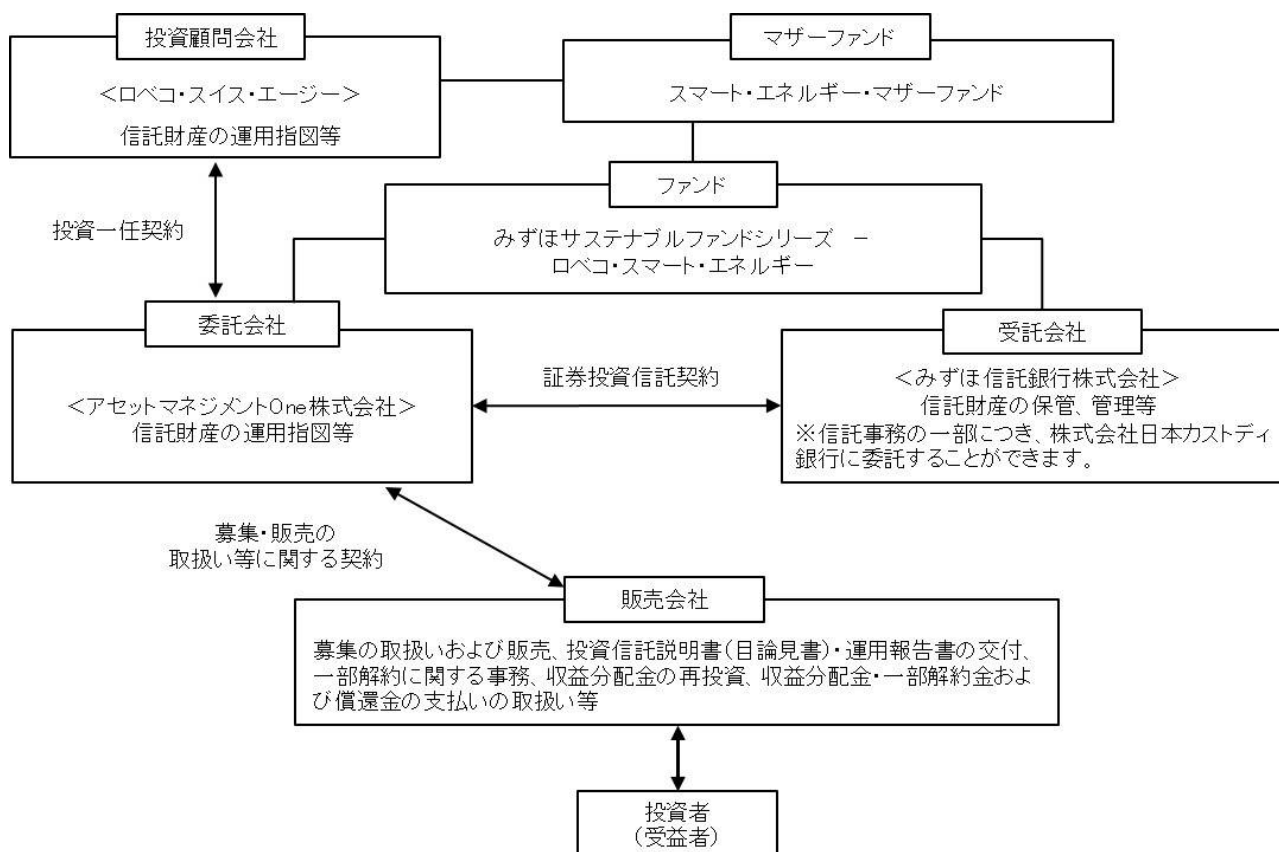 投資顧問会社
<ロベコ・スイス・エージー>
信託財産の運用指図等
マザーファンド
スマート・エネルギー・マザーファンド
ファンド
みずほサステナブルファンドシリーズ －
ロベコ・スマート・エネルギー
投資一任契約
委託会社
<アセットマネジメントOne株式会社>
信託財産の運用指図等
証券投資信託契約
受託会社
<みずほ信託銀行株式会社>
信託財産の保管、管理等
※信託事務の一部につき、株式会社日本カストディ
銀行に委託することができます。
募集・販売の
取扱い等に関する契約
販売会社
募集の取扱いおよび販売、投資信託説明書(目論見書)・運用報告書の交付、
一部解約に関する事務、収益分配金の再投資、収益分配金・一部解約金およ
び償還金の支払いの取扱い等
投資者
(受益者)